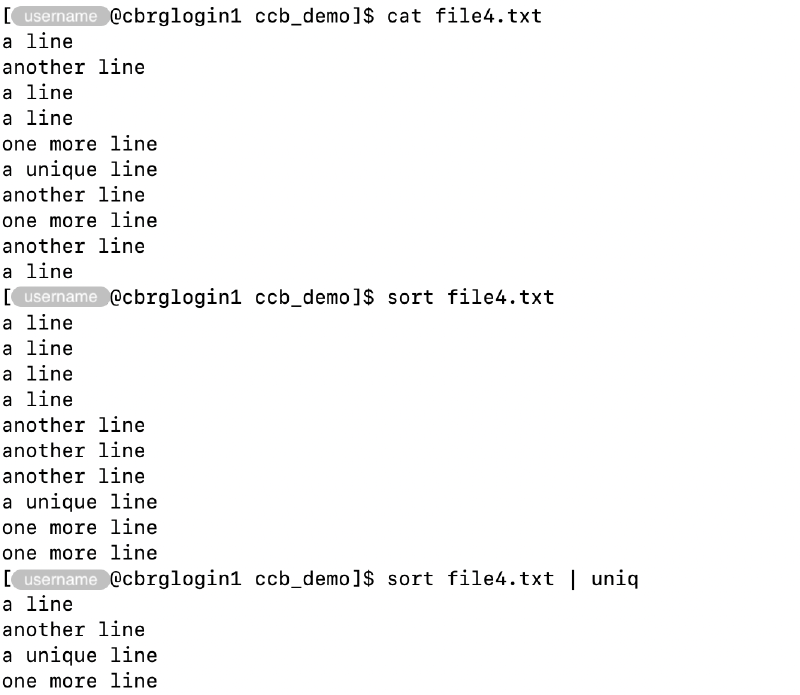 [username@cbrglogin1 ccb_demo]$ cat file4.txt
a line
another line
a line
a line
one more line
a unique line
another line
one more line
another line
a line
[username@cbrglogin1 ccb_demo]$ sort file4.txt
a line
a line
a line
a line
another line
another line
another line
a unique line
one more line
one more line
[username@cbrglogin1 ccb_demo]$ sort file4.txt | uniq
a line
another line
a unique line
one more line